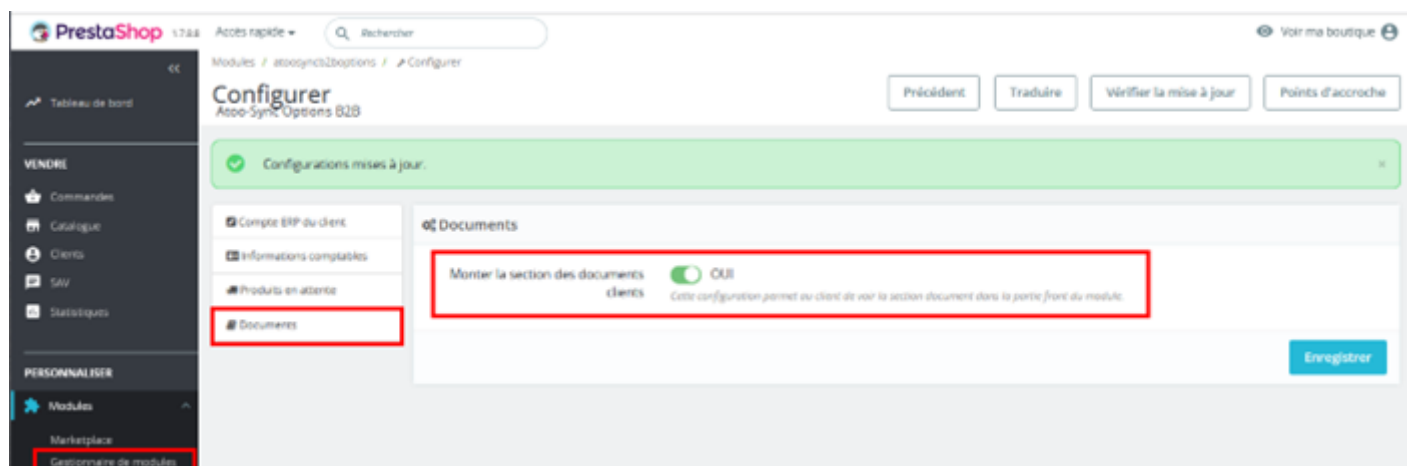 PrestaShop 1.7.8.8 Accès rapide Rechercher Voir ma boutique
Modules / atoosyncb2boptions / Configurer
Configurer
Atoo-Sync Options B2B
Précédent Traduire Vérifier la mise à jour Points d'accroche
Tableau de bord
Configurations mises à jour.
VENDRE
Commandes
Catalogue
Clients
SAV
Statistiques
PERSONNALISER
Modules
Marketplace
Gestionnaire de modules
Compte ERP du client
Informations comptables
Produits en attente
Documents
Documents
Monter la section des documents
clients
OUI
Cette configuration permet au client de voir la section document dans la partie front du module.
Enregistrer